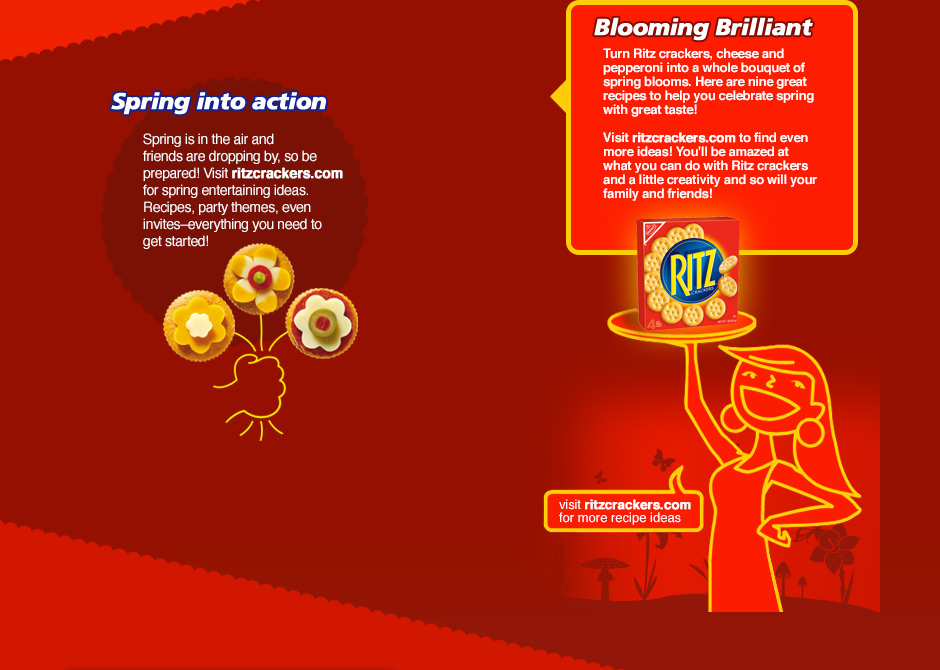 Spring into action
Spring is in the air and
friends are dropping by, so be
prepared! Visit ritzcrackers.com
for spring entertaining ideas.
Recipes, party themes, even
invites–everything you need to
get started!
Blooming Brilliant
Turn Ritz crackers, cheese and
pepperoni into a whole bouquet of
spring blooms. Here are nine great
recipes to help you celebrate spring
with great taste!
Visit ritzcrackers.com to find even
more ideas! You'll be amazed at
what you can do with Ritz crackers
and a little creativity and so will your
family and friends!
RITZ
CRACKERS
visit ritzcrackers.com
for more recipe ideas